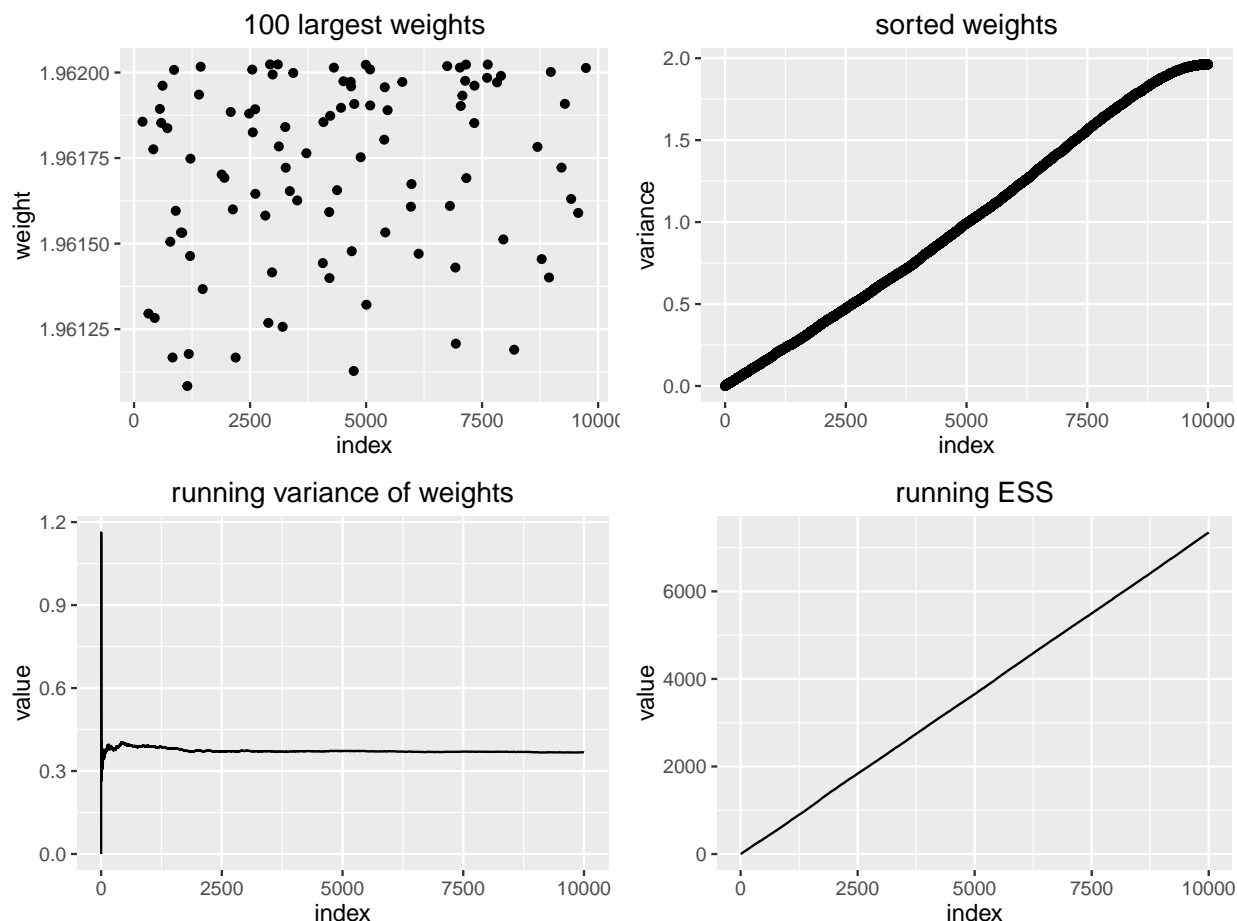 100 largest weights
1.96200
1.96175
1.96150
1.96125
weight
0 2500 5000 7500 10000
index
sorted weights
2.0
1.5
1.0
0.5
0.0
variance
0 2500 5000 7500 10000
index
running variance of weights
1.2
0.9
0.6
0.3
0.0
value
0 2500 5000 7500 10000
index
running ESS
6000
4000
2000
0
value
0 2500 5000 7500 10000
index